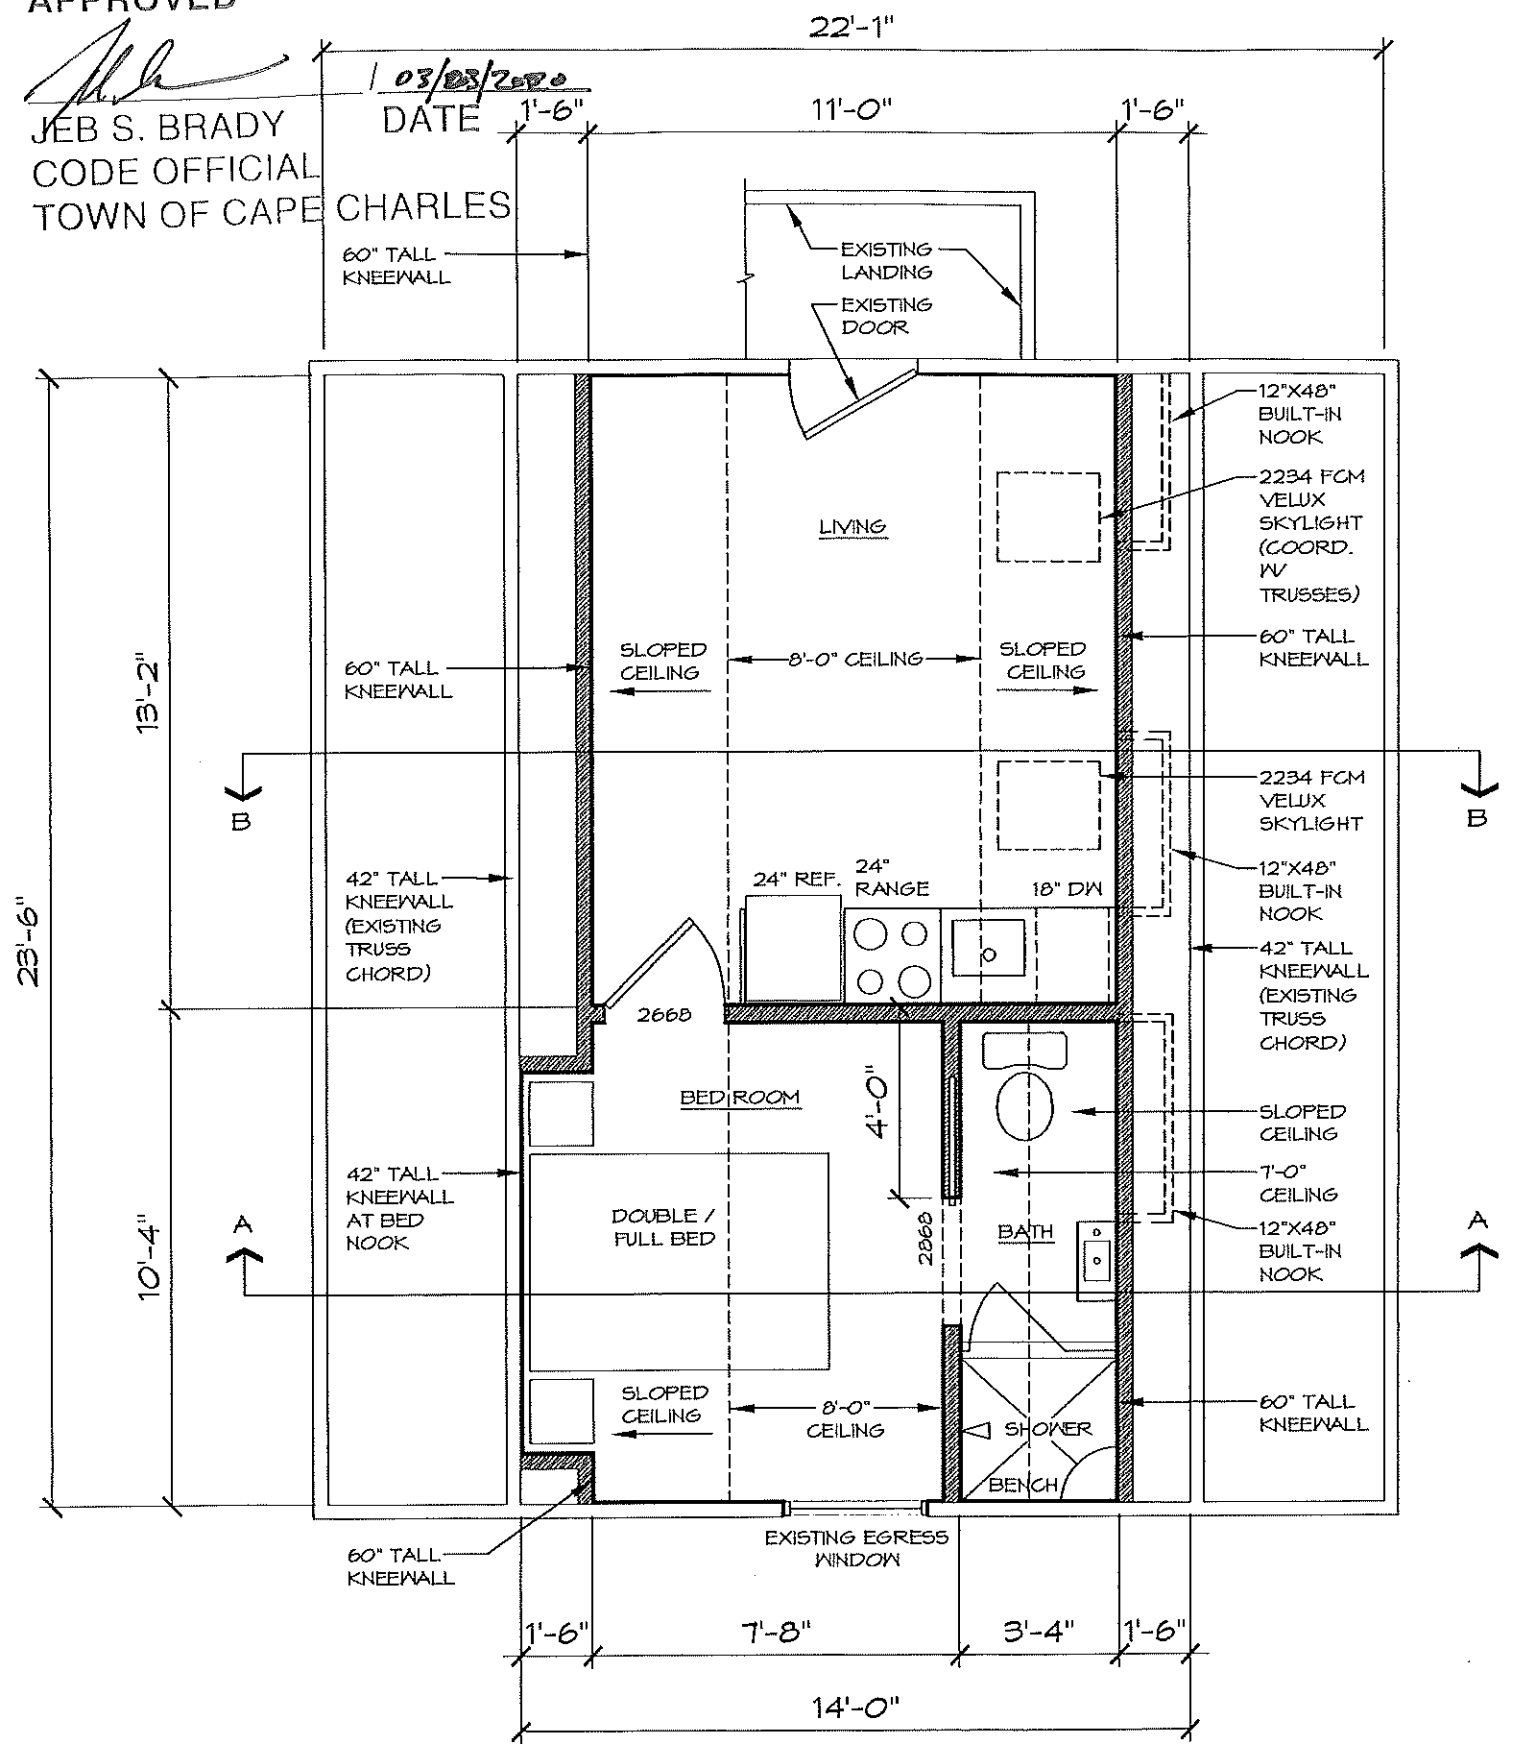 APPROVED
22'-1"
JEB S. BRADY
DATE
CODE OFFICIAL
TOWN OF CAPE CHARLES
1'-6"
11'-0"
1'-6"
60" TALL
KNEEWALL
EXISTING
LANDING
EXISTING
DOOR
12"X48"
BUILT-IN
NOOK
2234 FCM
VELUX
SKYLIGHT
(COORD.
W/
TRUSSES)
LIVING
60" TALL
KNEEWALL
SLOPED
CEILING
8'-0" CEILING
SLOPED
CEILING
60" TALL
KNEEWALL
13'-2"
B
B
2234 FCM
VELUX
SKYLIGHT
12"X48"
BUILT-IN
NOOK
42" TALL
KNEEWALL
(EXISTING
TRUSS
CHORD)
24" REF.
24"
RANGE
18" DW
23'-6"
42" TALL
KNEEWALL
(EXISTING
TRUSS
CHORD)
2668
BED ROOM
4'-0"
SLOPED
CEILING
7'-0"
CEILING
42" TALL
KNEEWALL
AT BED
NOOK
10'-4"
A
DOUBLE /
FULL BED
2868
BATH
12"X48"
BUILT-IN
NOOK
A
SLOPED
CEILING
8'-0"
CEILING
SHOWER
BENCH
60" TALL
KNEEWALL
EXISTING EGRESS
WINDOW
60" TALL
KNEEWALL
1'-6"
7'-8"
3'-4"
1'-6"
14'-0"